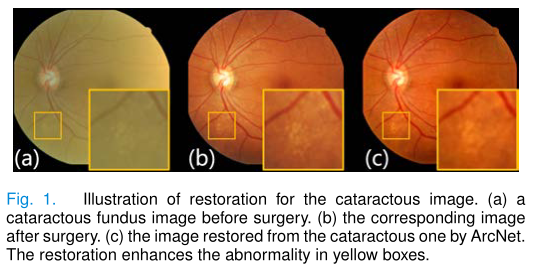 (a)
(b)
(c)
Fig. 1. Illustration of restoration for the cataractous image. (a) a
cataractous fundus image before surgery. (b) the corresponding image
after surgery. (c) the image restored from the cataractous one by ArcNet.
The restoration enhances the abnormality in yellow boxes.